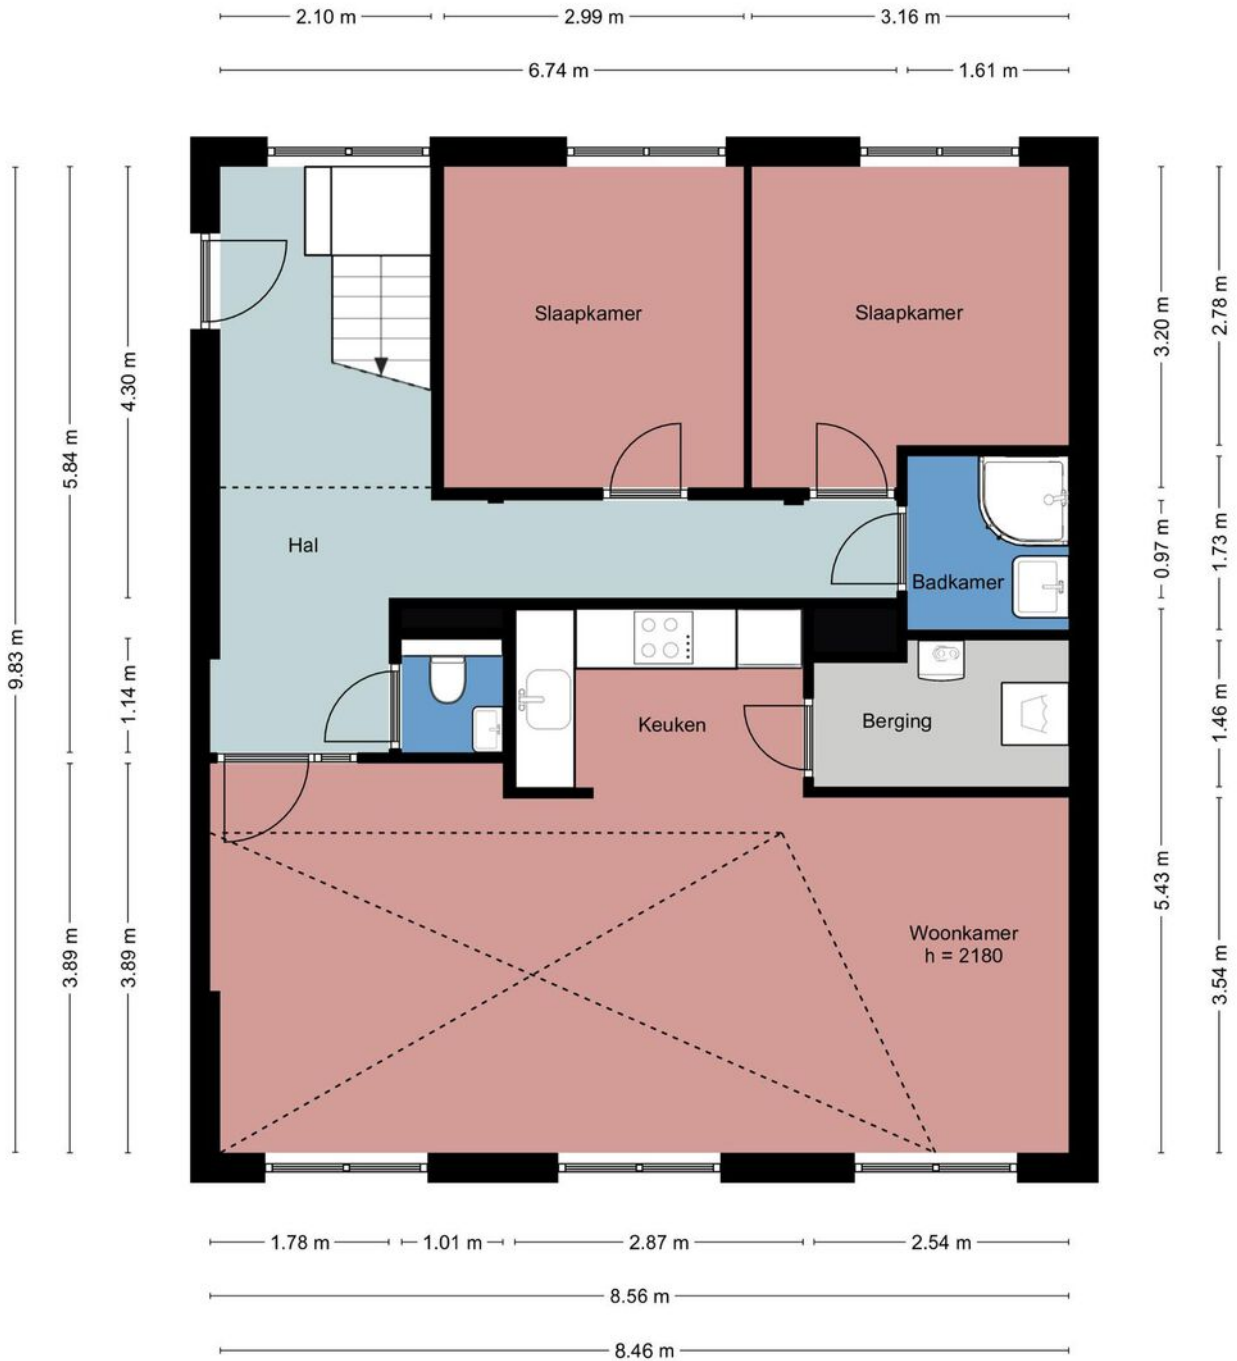 2.10 m
2.99 m
3.16 m
6.74 m
1.61 m
9.83 m
5.84 m
4.30 m
1.14 m
3.89 m
3.89 m
Slaapkamer
Slaapkamer
3.20 m
2.78 m
Hal
Badkamer
0.97 m
1.73 m
Keuken
Berging
1.46 m
5.43 m
3.54 m
Woonkamer
h = 2180
1.78 m
1.01 m
2.87 m
2.54 m
8.56 m
8.46 m